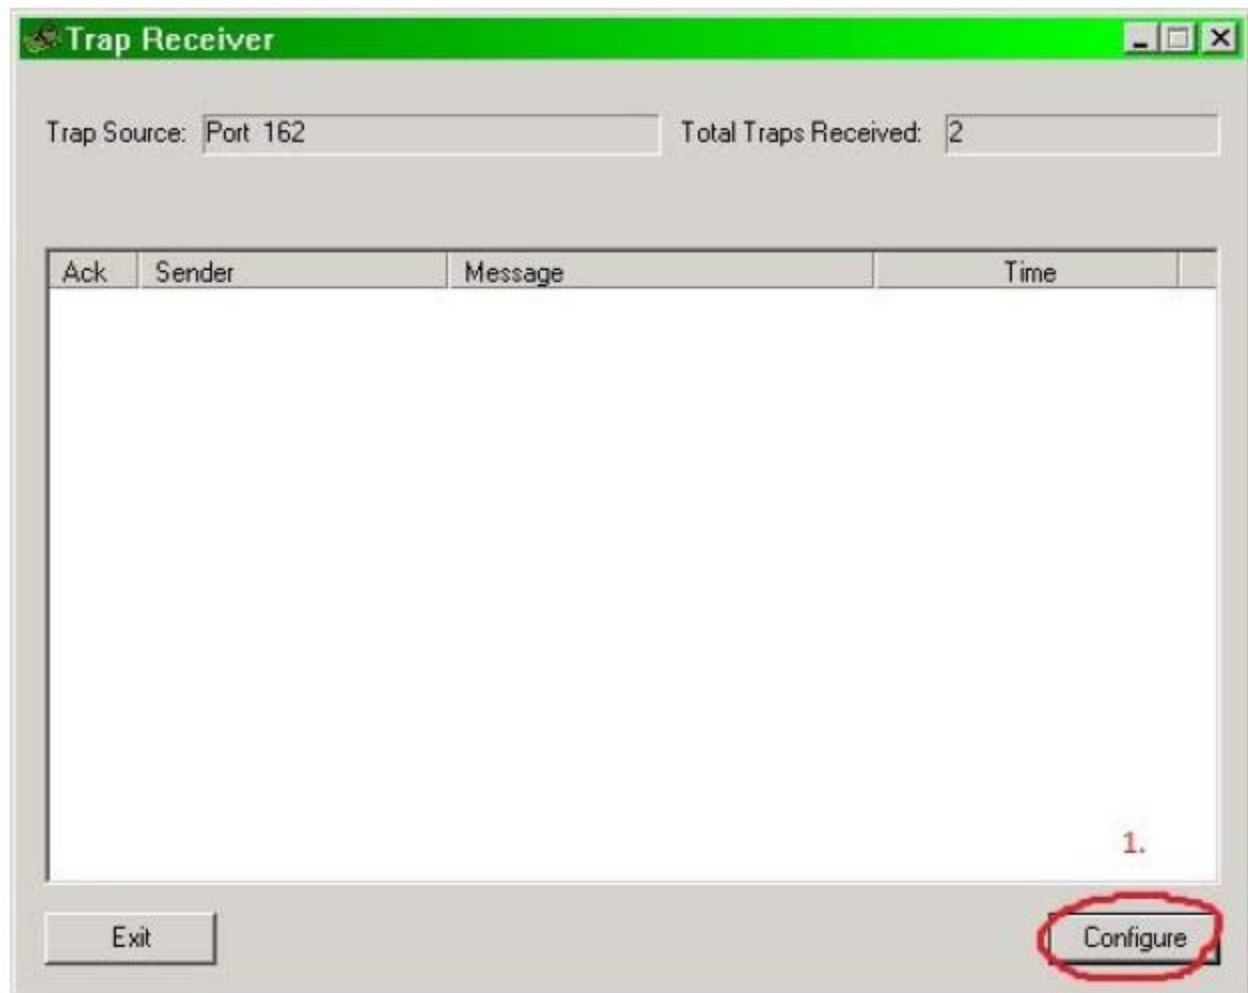 Trap Receiver
Trap Source: Port 162 Total Traps Received: 2
Ack Sender Message Time
1.
Exit Configure